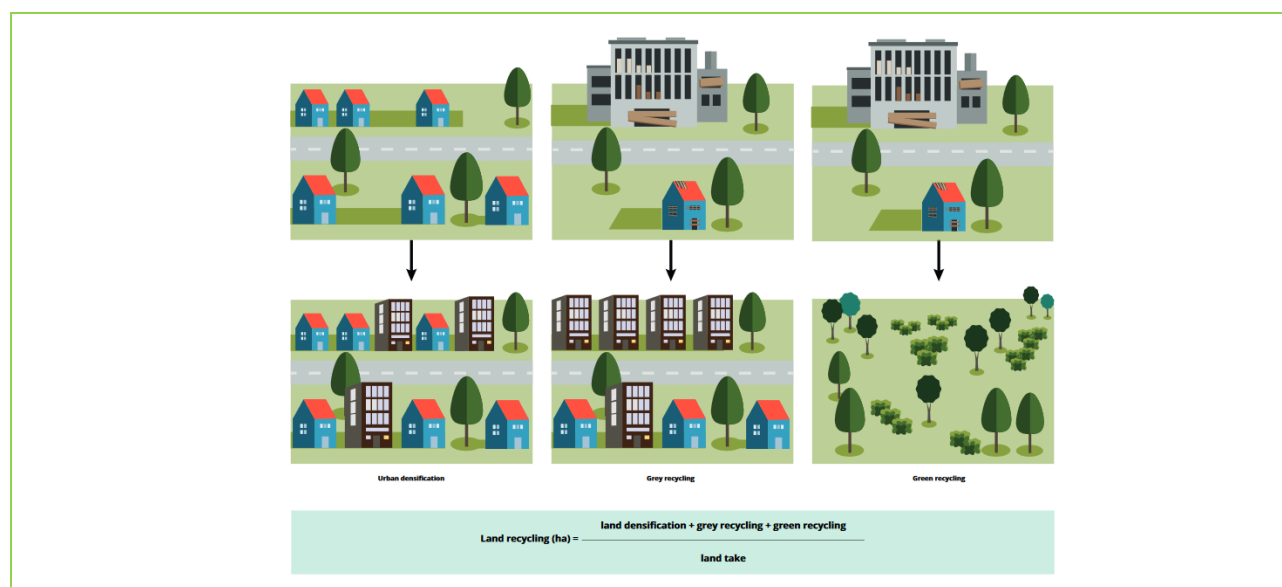 Urban densification
Grey recycling
Green recycling
land densification + grey recycling + green recycling
Land recycling (ha) =
land take